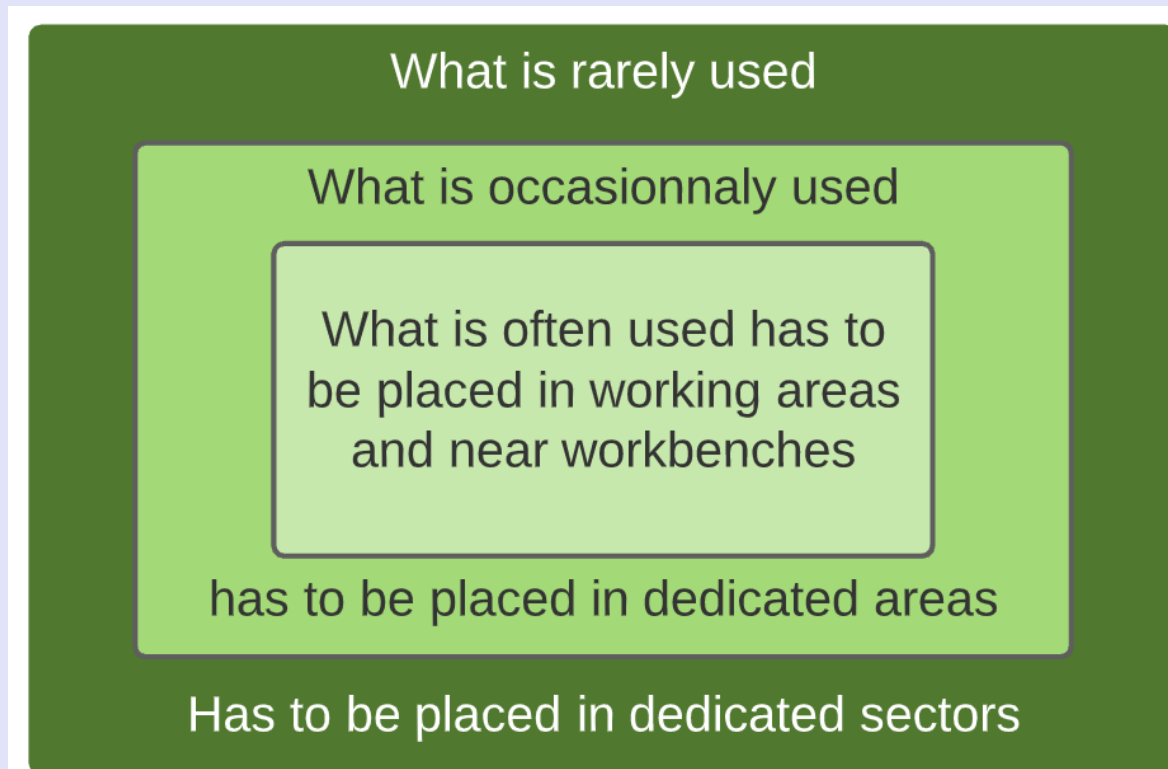 What is rarely used
What is occasionnaly used
What is often used has to
be placed in working areas
and near workbenches
has to be placed in dedicated areas
Has to be placed in dedicated sectors